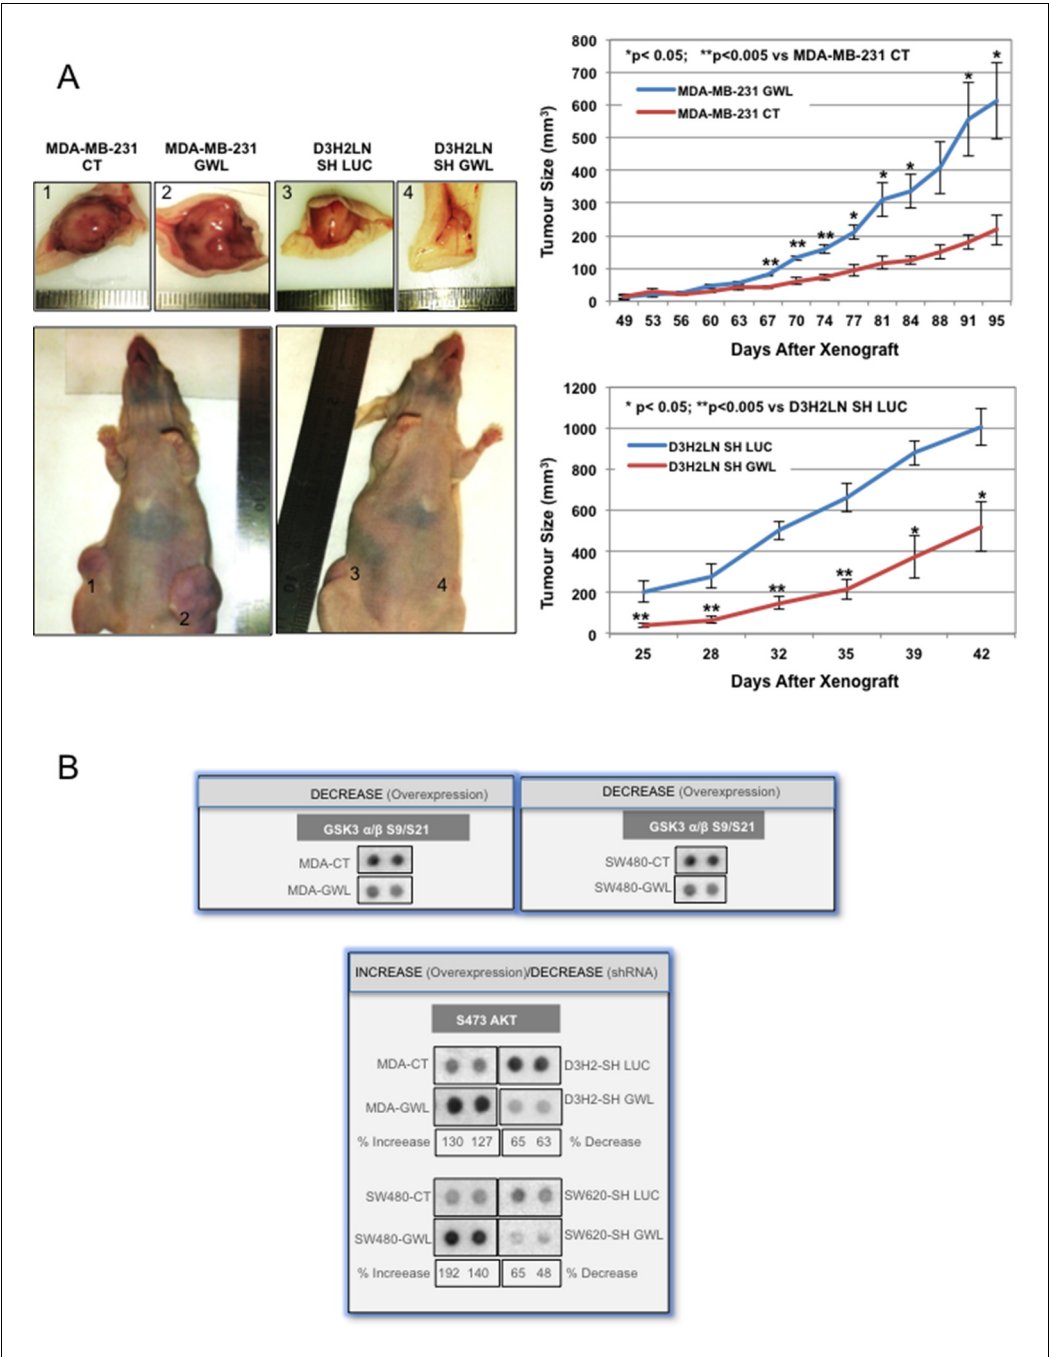 A
MDA-MB-231
CT
MDA-MB-231
GWL
D3H2LN
SH LUC
D3H2LN
SH GWL
1
2
3
4
1
2
3
4
*p< 0.05; **p<0.005 vs MDA-MB-231 CT
MDA-MB-231 GWL
MDA-MB-231 CT
Tumour Size (mm³)
800
700
600
500
400
300
200
100
0
** ** ** * * * * *
49 53 56 60 63 67 70 74 77 81 84 88 91 95
Days After Xenograft
* p< 0.05; **p<0.005 vs D3H2LN SH LUC
D3H2LN SH LUC
D3H2LN SH GWL
Tumour Size (mm³)
1200
1000
800
600
400
200
0
** ** ** ** * *
25 28 32 35 39 42
Days After Xenograft
B
DECREASE (Overexpression)
GSK3 α/β S9/S21
MDA-CT
MDA-GWL
DECREASE (Overexpression)
GSK3 α/β S9/S21
SW480-CT
SW480-GWL
INCREASE (Overexpression)/DECREASE (shRNA)
S473 AKT
MDA-CT D3H2-SH LUC
MDA-GWL D3H2-SH GWL
% Increease 130 127 65 63 % Decrease
SW480-CT SW620-SH LUC
SW480-GWL SW620-SH GWL
% Increease 192 140 65 48 % Decrease